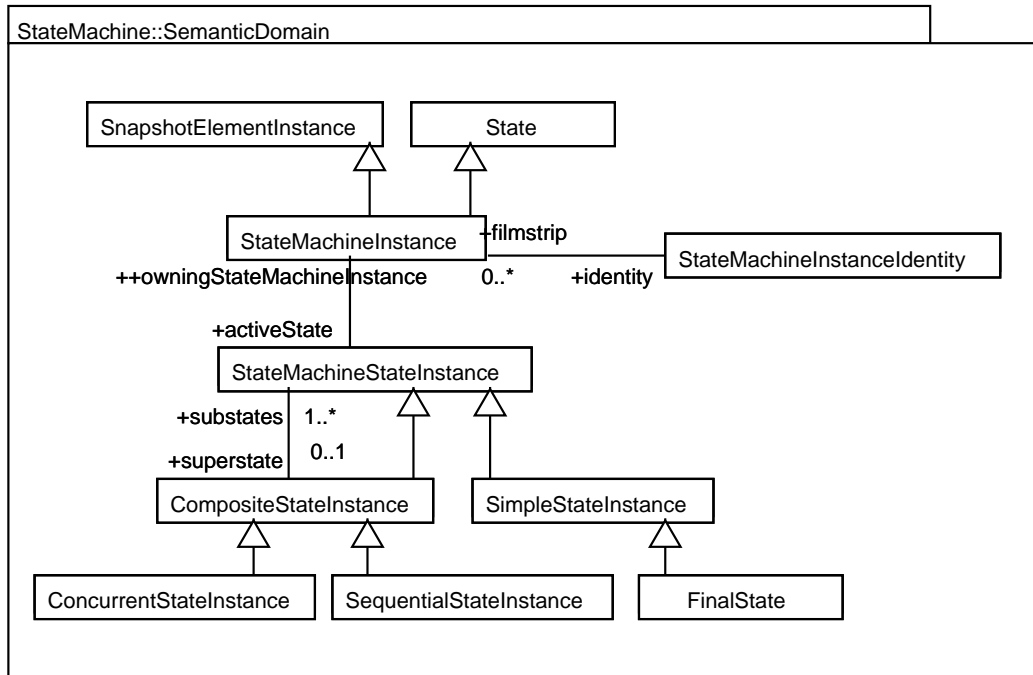 StateMachine::SemanticDomain
SnapshotElementInstance
State
StateMachineInstance
+filmstrip
StateMachineInstanceIdentity
++owningStateMachineInstance
0..*
+identity
+activeState
StateMachineStateInstance
+substates
1..*
+superstate
0..1
CompositeStateInstance
SimpleStateInstance
ConcurrentStateInstance
SequentialStateInstance
FinalState